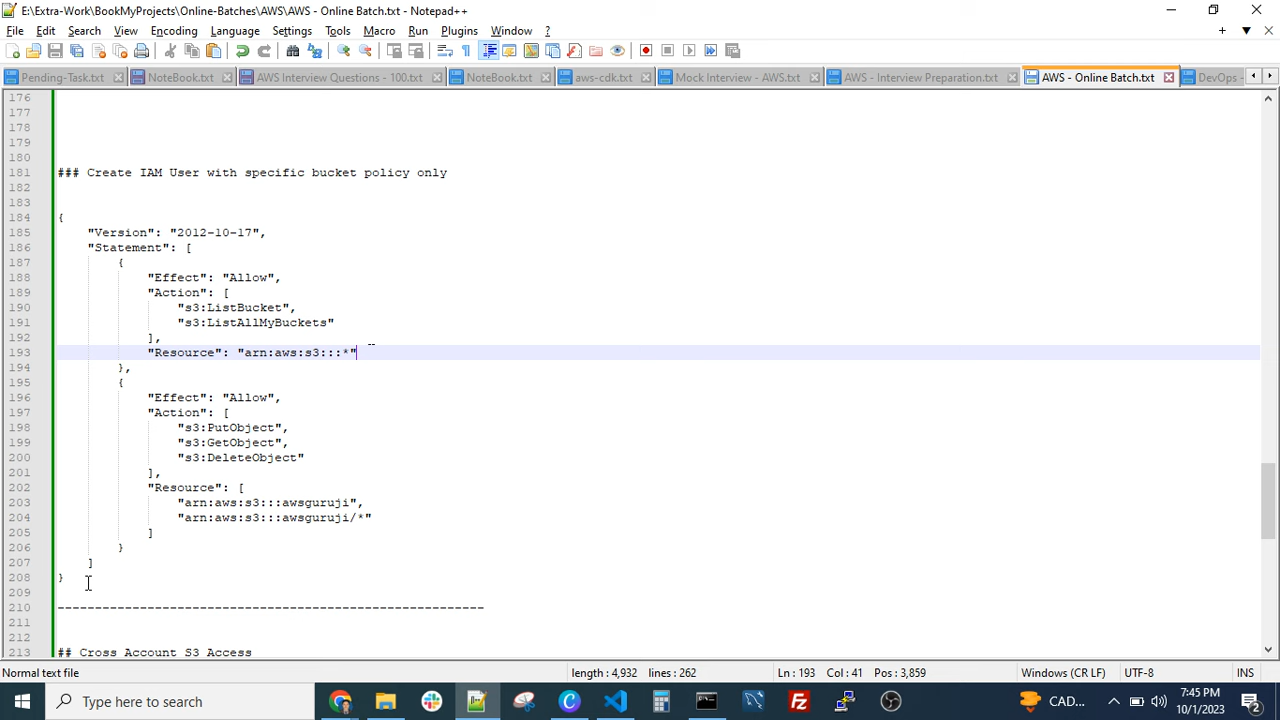 E:\Extra-Work\BookMyProjects\Online-Batches\AWS\AWS - Online Batch.txt - Notepad++
File Edit Search View Encoding Language Settings Tools Macro Run Plugins Window ?
Pending-Task.txt NoteBook.txt AWS Interview Questions - 130.txt NoteBook.txt aws-cdk.txt MockInterview - AWS.txt AWS - Interview Preparation.txt AWS - Online Batch.txt DevOps -
176
177
178
179
180
181 ### Create IAM User with specific bucket policy only
182
183
184 {
185 "Version": "2012-10-17",
186 "Statement": [
187 {
188 "Effect": "Allow",
189 "Action": [
190 "s3:ListBucket",
191 "s3:ListAllMyBuckets"
192 ],
193 "Resource": "arn:aws:s3:::*"
194 },
195 {
196 "Effect": "Allow",
197 "Action": [
198 "s3:PutObject",
199 "s3:GetObject",
200 "s3:DeleteObject"
201 ],
202 "Resource": [
203 "arn:aws:s3:::awsguruji",
204 "arn:aws:s3:::awsguruji/*"
205 ]
206 }
207 ]
208 }
209
210 ---------------------------------------------------------
211
212
213 ## Cross Account S3 Access
Normal text file length : 4,932 lines : 262 Ln : 193 Col : 41 Pos : 3,859 Windows (CR LF) UTF-8 INS
Type here to search CAD... 7:45 PM
10/1/2023 2